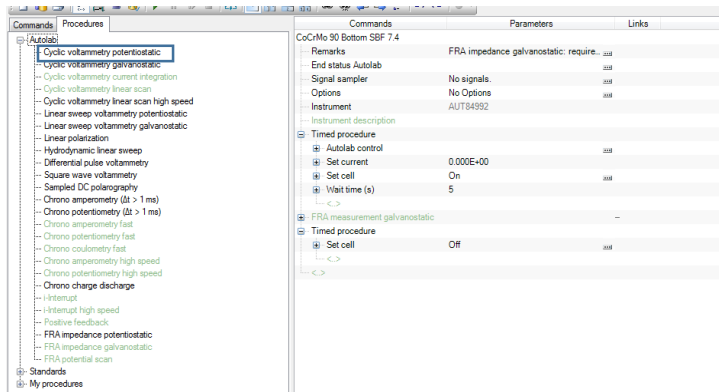 Commands Procedures
Autolab
Cyclic voltammetry potentiostatic
Cyclic voltammetry galvanostatic
Cyclic voltammetry current integration
Cyclic voltammetry linear scan
Cyclic voltammetry linear scan high speed
Linear sweep voltammetry potentiostatic
Linear sweep voltammetry galvanostatic
Linear polarization
Hydrodynamic linear sweep
Differential pulse voltammetry
Square wave voltammetry
Sampled DC polarography
Chrono amperometry (Δt > 1 ms)
Chrono potentiometry (Δt > 1 ms)
Chrono amperometry fast
Chrono potentiometry fast
Chrono coulometry fast
Chrono amperometry high speed
Chrono potentiometry high speed
Chrono charge discharge
i-Interrupt
i-Interrupt high speed
Positive feedback
FRA impedance potentiostatic
FRA impedance galvanostatic
FRA potential scan
Standards
My procedures
Commands Parameters Links
CoCrMo 90 Bottom SBF 7.4
Remarks FRA impedance galvanostatic: require.. ...
End status Autolab ...
Signal sampler No signals. ...
Options No Options ...
Instrument AUT84992
Instrument description
Timed procedure
Autolab control ...
Set current 0.000E+00
Set cell On ...
Wait time (s) 5
<..>
FRA measurement galvanostatic –
Timed procedure
Set cell Off ...
<..>
<..>